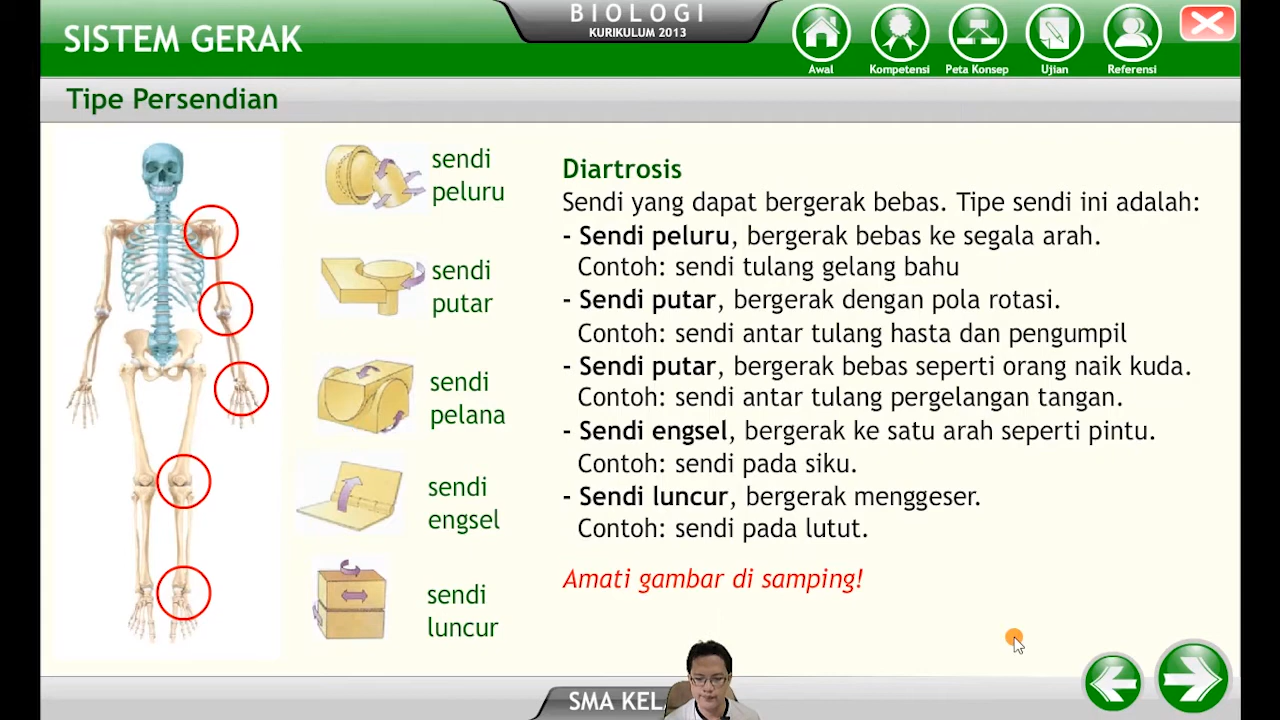 BIOLOGI
KURIKULUM 2013
SISTEM GERAK
Awal
Kompetensi
Peta Konsep
Ujian
Referensi
Tipe Persendian
sendi
peluru
sendi
putar
sendi
pelana
sendi
engsel
sendi
luncur
Diartrosis
Sendi yang dapat bergerak bebas. Tipe sendi ini adalah:
- Sendi peluru, bergerak bebas ke segala arah.
Contoh: sendi tulang gelang bahu
- Sendi putar, bergerak dengan pola rotasi.
Contoh: sendi antar tulang hasta dan pengumpil
- Sendi putar, bergerak bebas seperti orang naik kuda.
Contoh: sendi antar tulang pergelangan tangan.
- Sendi engsel, bergerak ke satu arah seperti pintu.
Contoh: sendi pada siku.
- Sendi luncur, bergerak menggeser.
Contoh: sendi pada lutut.
Amati gambar di samping!
SMA